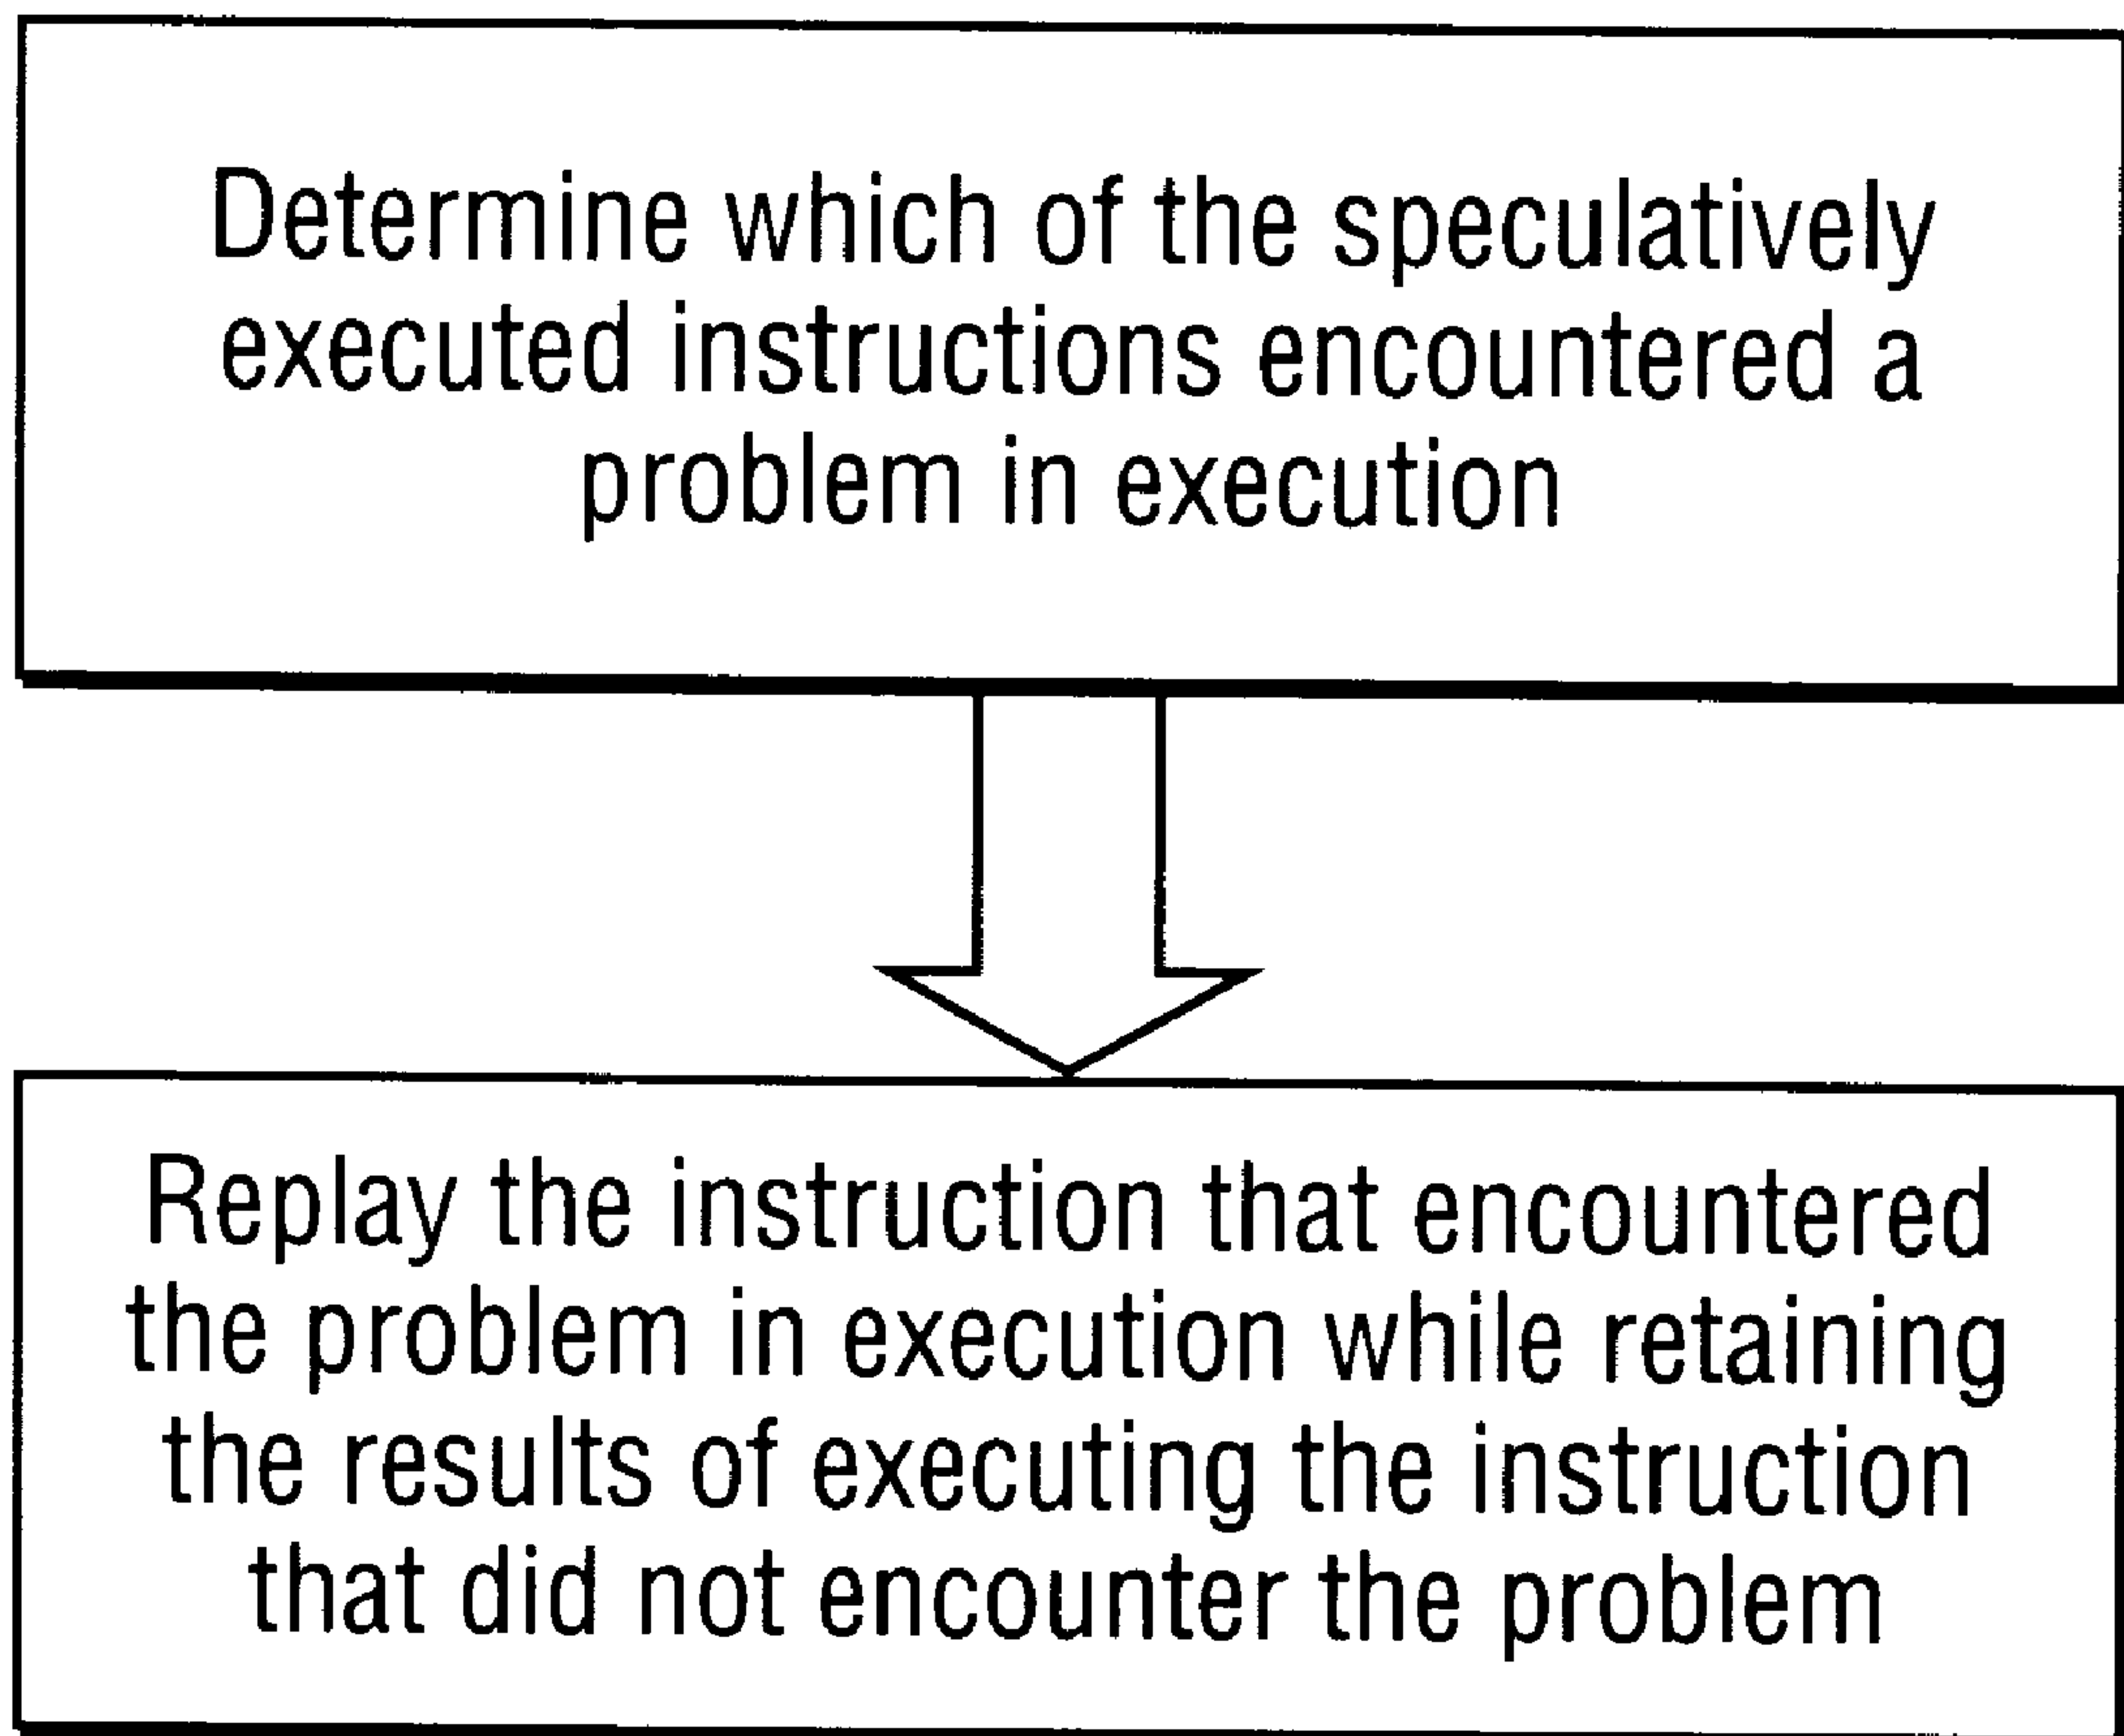 Determine which of the speculatively
executed instructions encountered a
problem in execution
Replay the instruction that encountered
the problem in execution while retaining
the results of executing the instruction
that did not encounter the problem